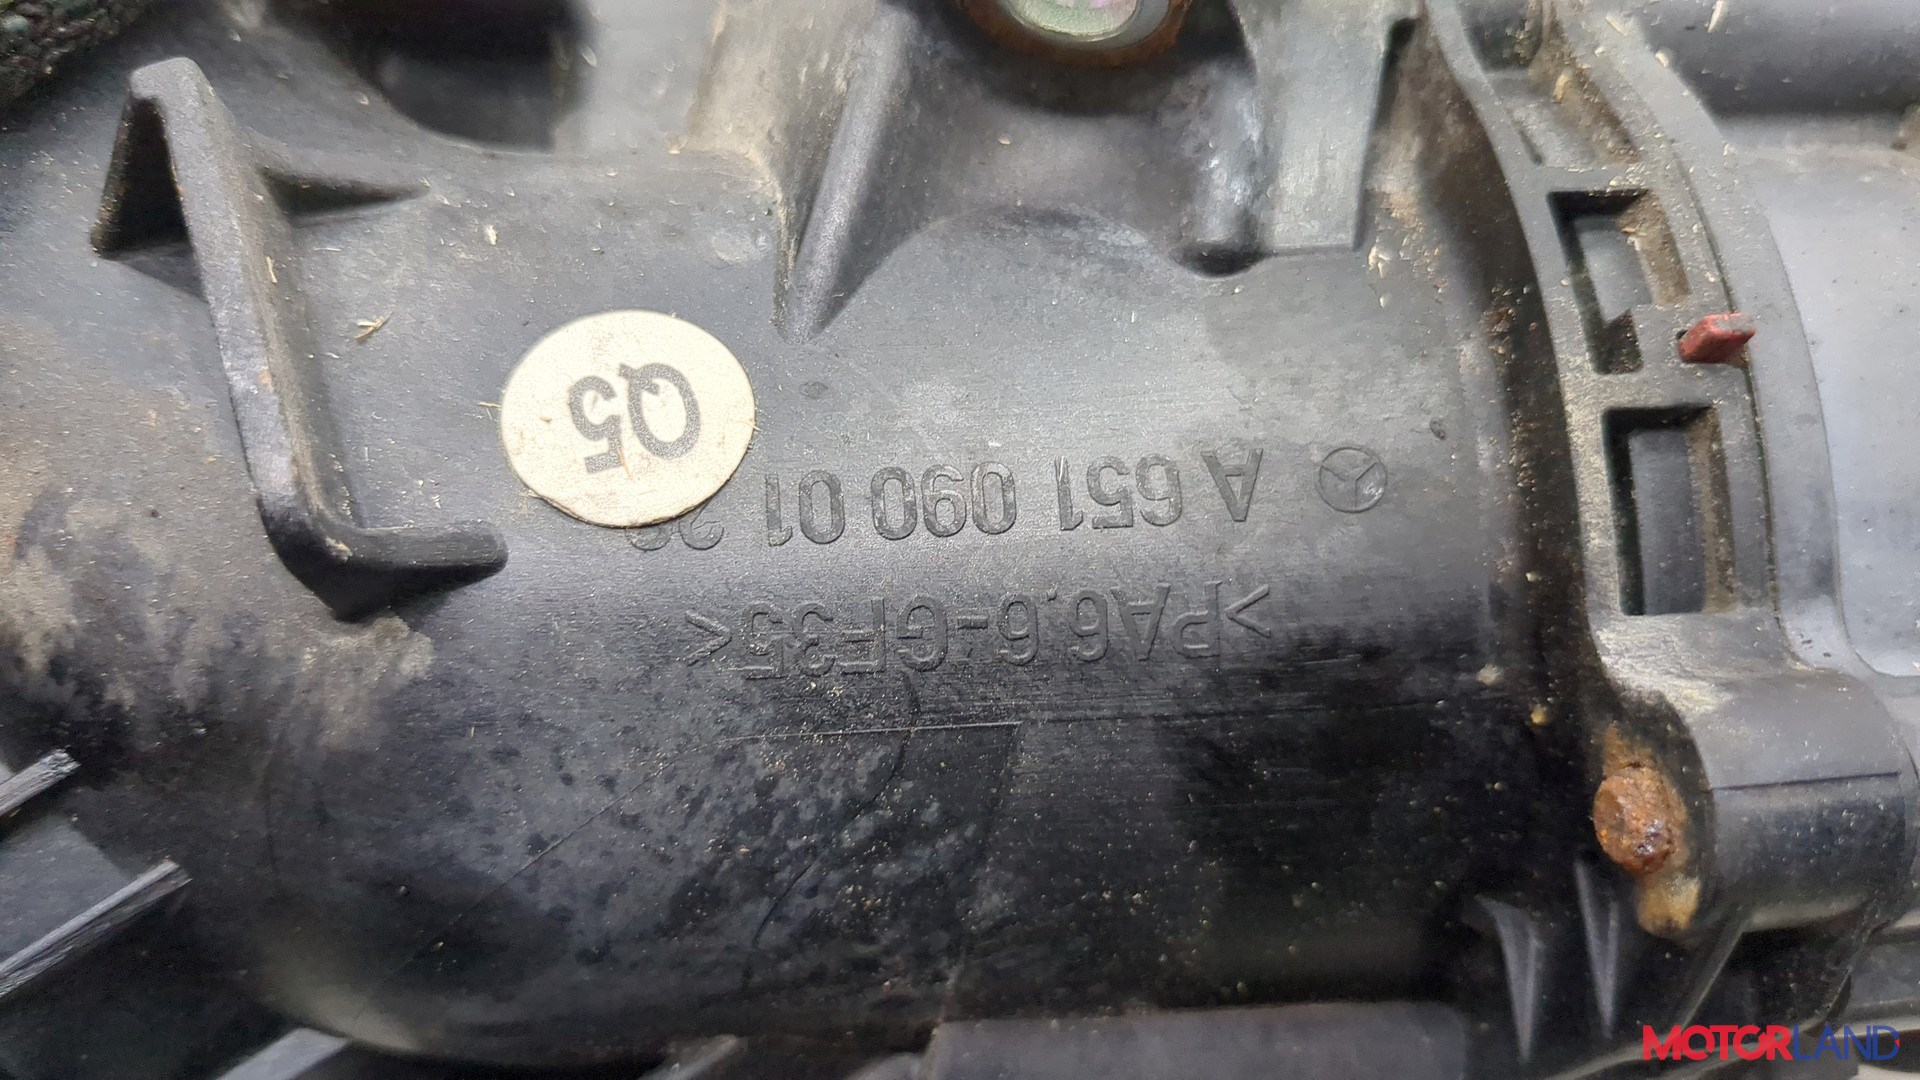 A 651 090 01
>PA6.6-GF35<
Q5
MOTORLAND